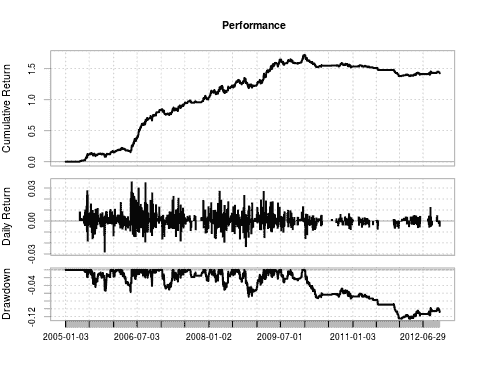 Performance
Cumulative Return
0.0 0.5 1.0 1.5
Daily Return
-0.03 0.00 0.03
Drawdown
-0.12 -0.04
2005-01-03 2006-07-03 2008-01-02 2009-07-01 2011-01-03 2012-06-29